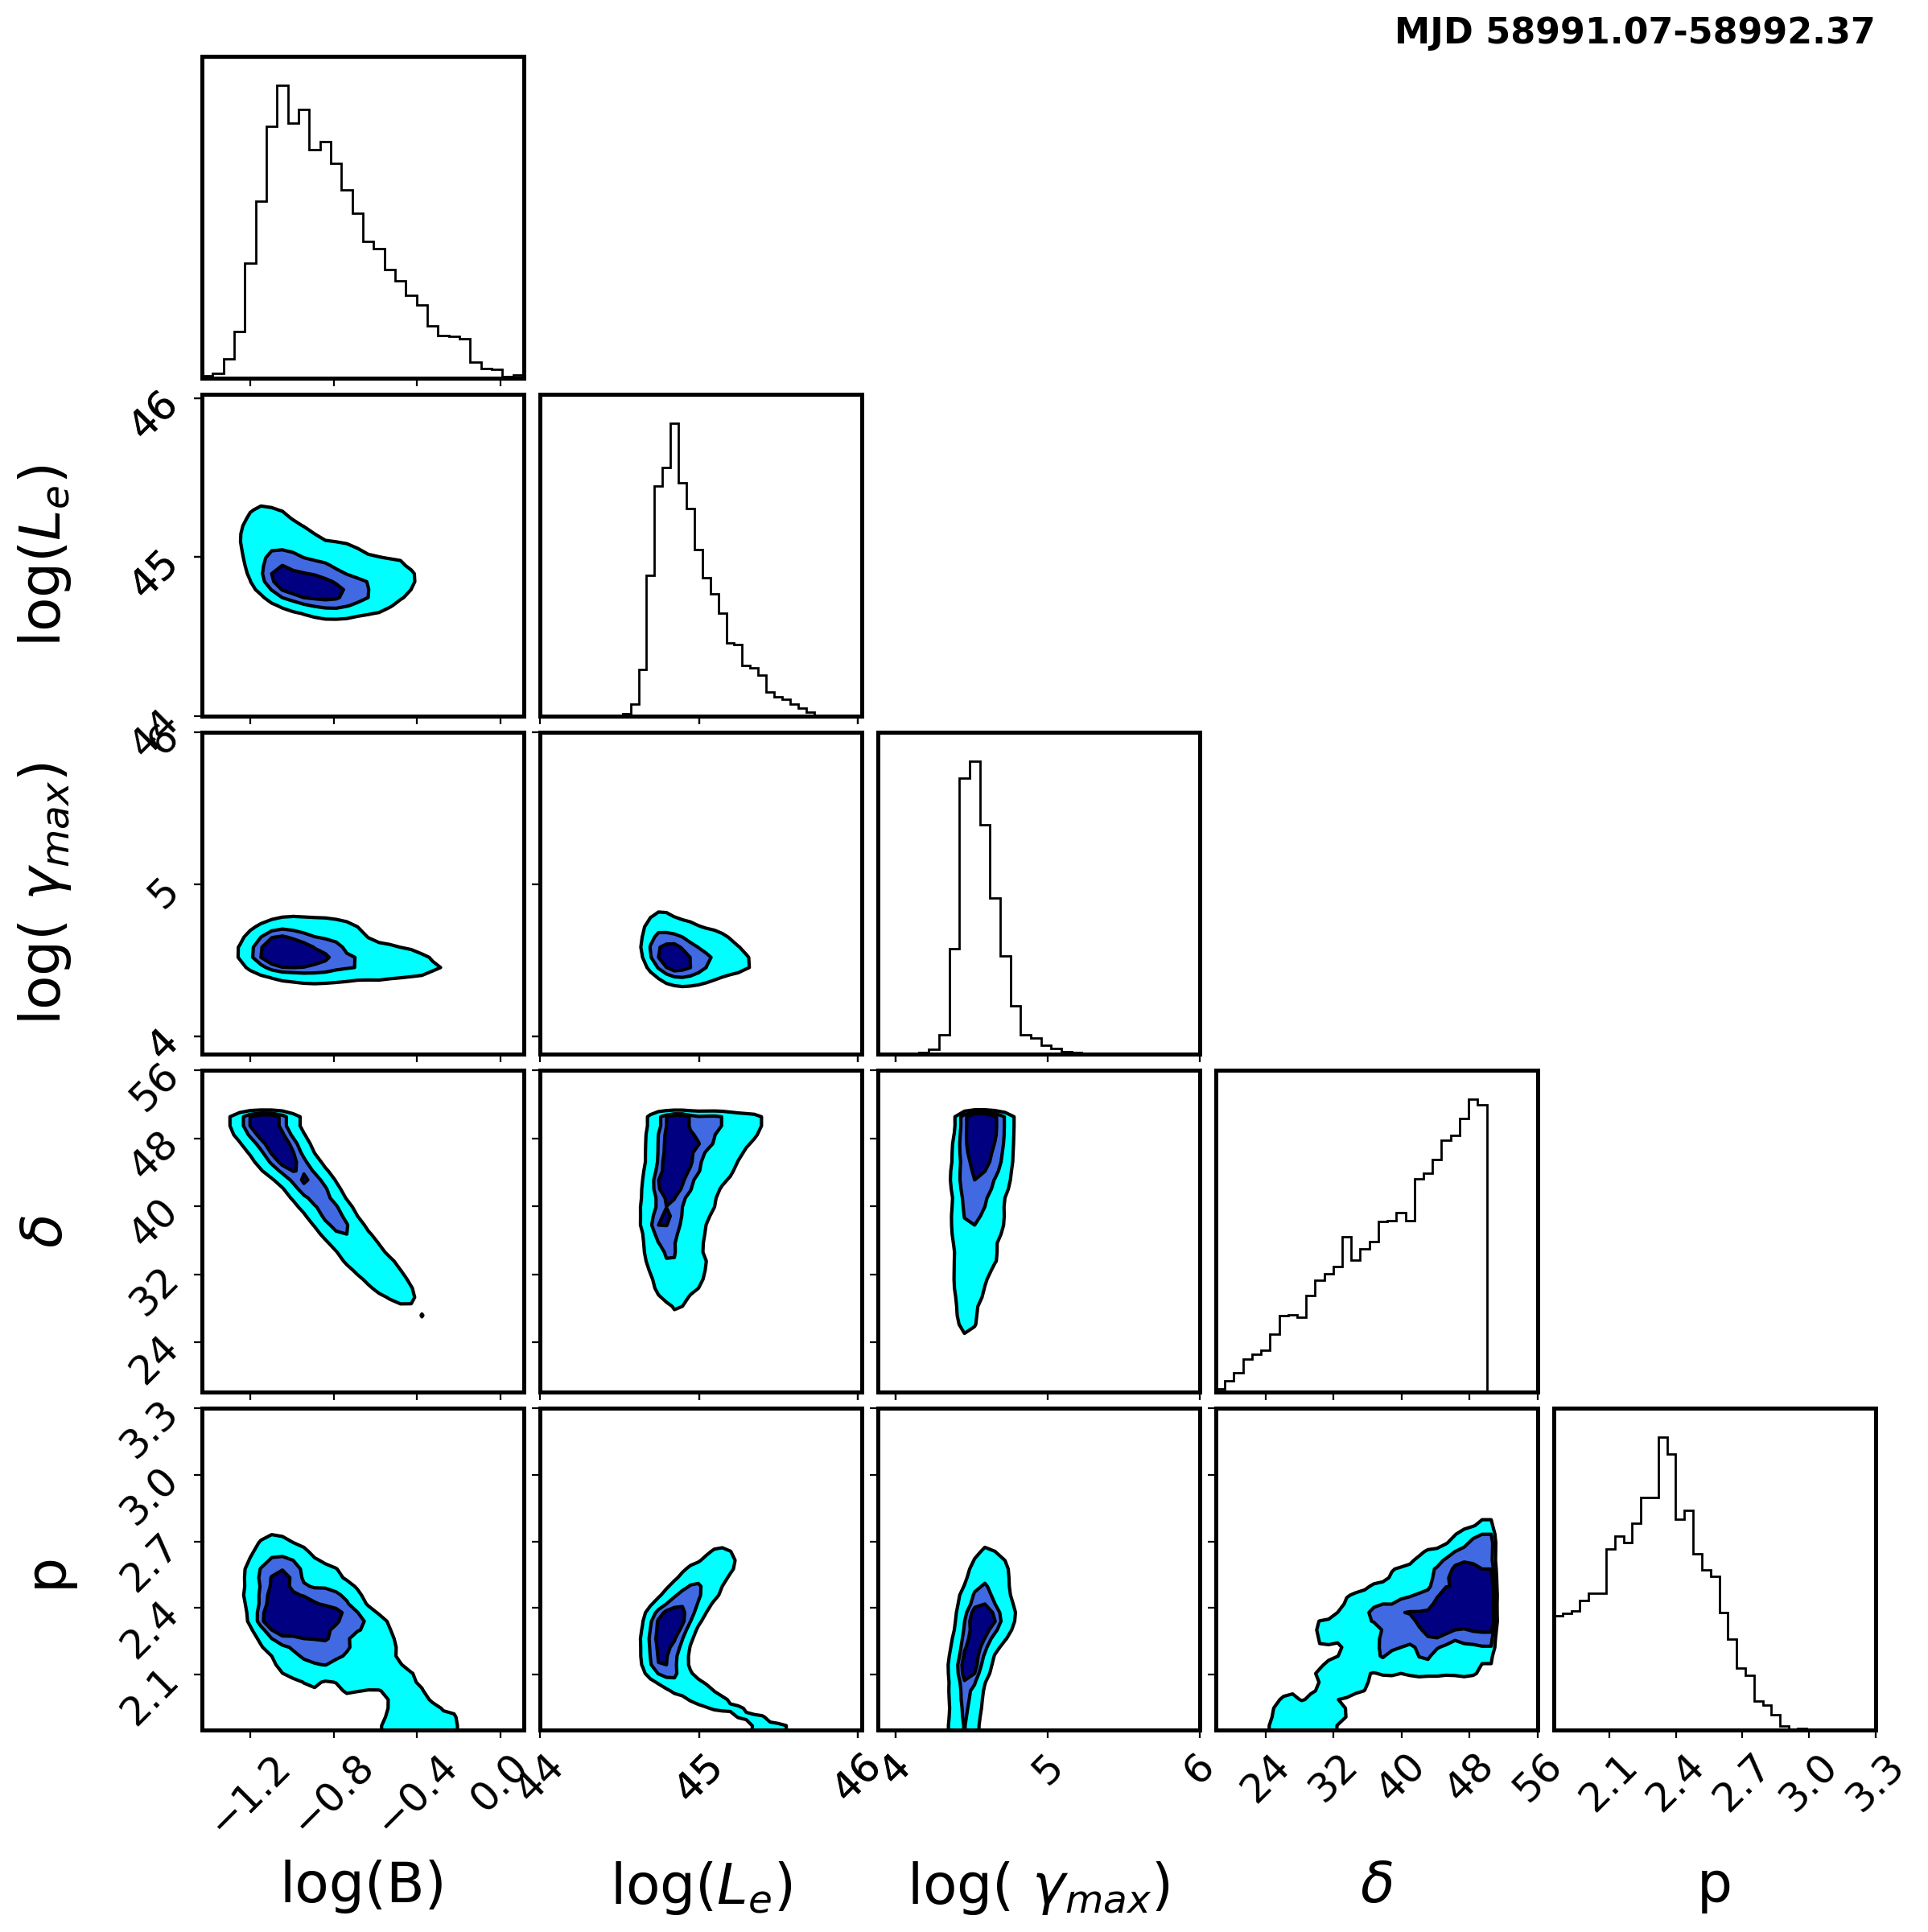 MJD 58991.07-58992.37
46
log(L_e)
45
44
6
log( γ_max)
5
4
56
48
δ
40
32
24
3.3
3.0
2.7
p
2.4
2.1
−1.2 −0.8 −0.4 0.0 44 45 46 4 5 6 24 32 40 48 56 2.1 2.4 2.7 3.0 3.3
log(B) log(L_e) log( γ_max) δ p